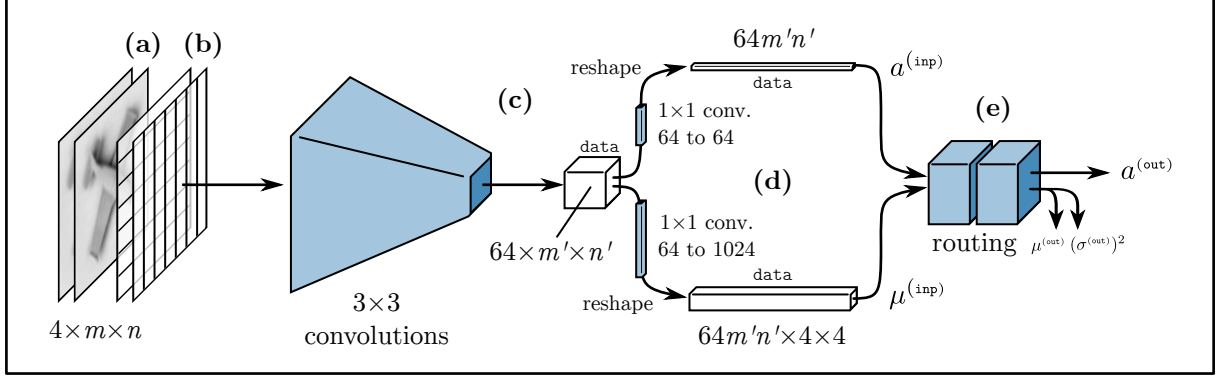 (a) (b)
4×m×n
3×3
convolutions
(c)
data
64×m′×n′
reshape
1×1 conv.
64 to 64
64m′n′
data
a^(inp)
(d)
1×1 conv.
64 to 1024
reshape
data
64m′n′×4×4
μ^(inp)
(e)
routing
a^(out)
μ^(out) (σ^(out))²